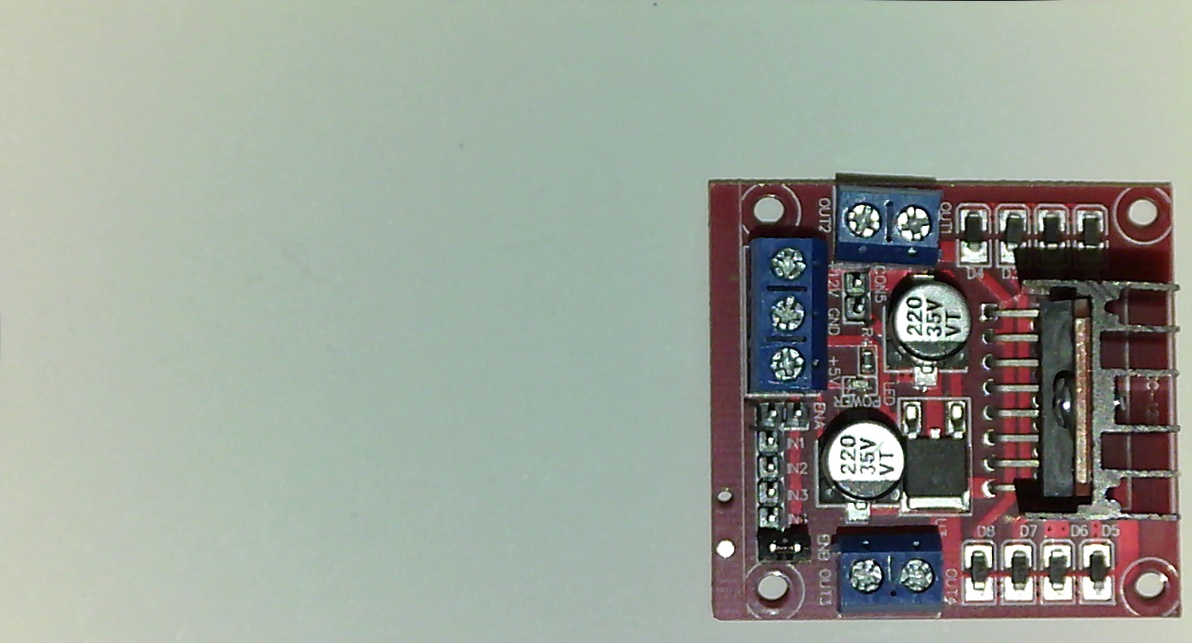 OUT2
OUT1
D4
D3
+12V
GND
+5V
CON5
220
35V
VT
R
POWER
LED
ENA
IN1
IN2
IN3
220
35V
VT
ENB
OUT3
OUT4
D8
D7
D6
D5